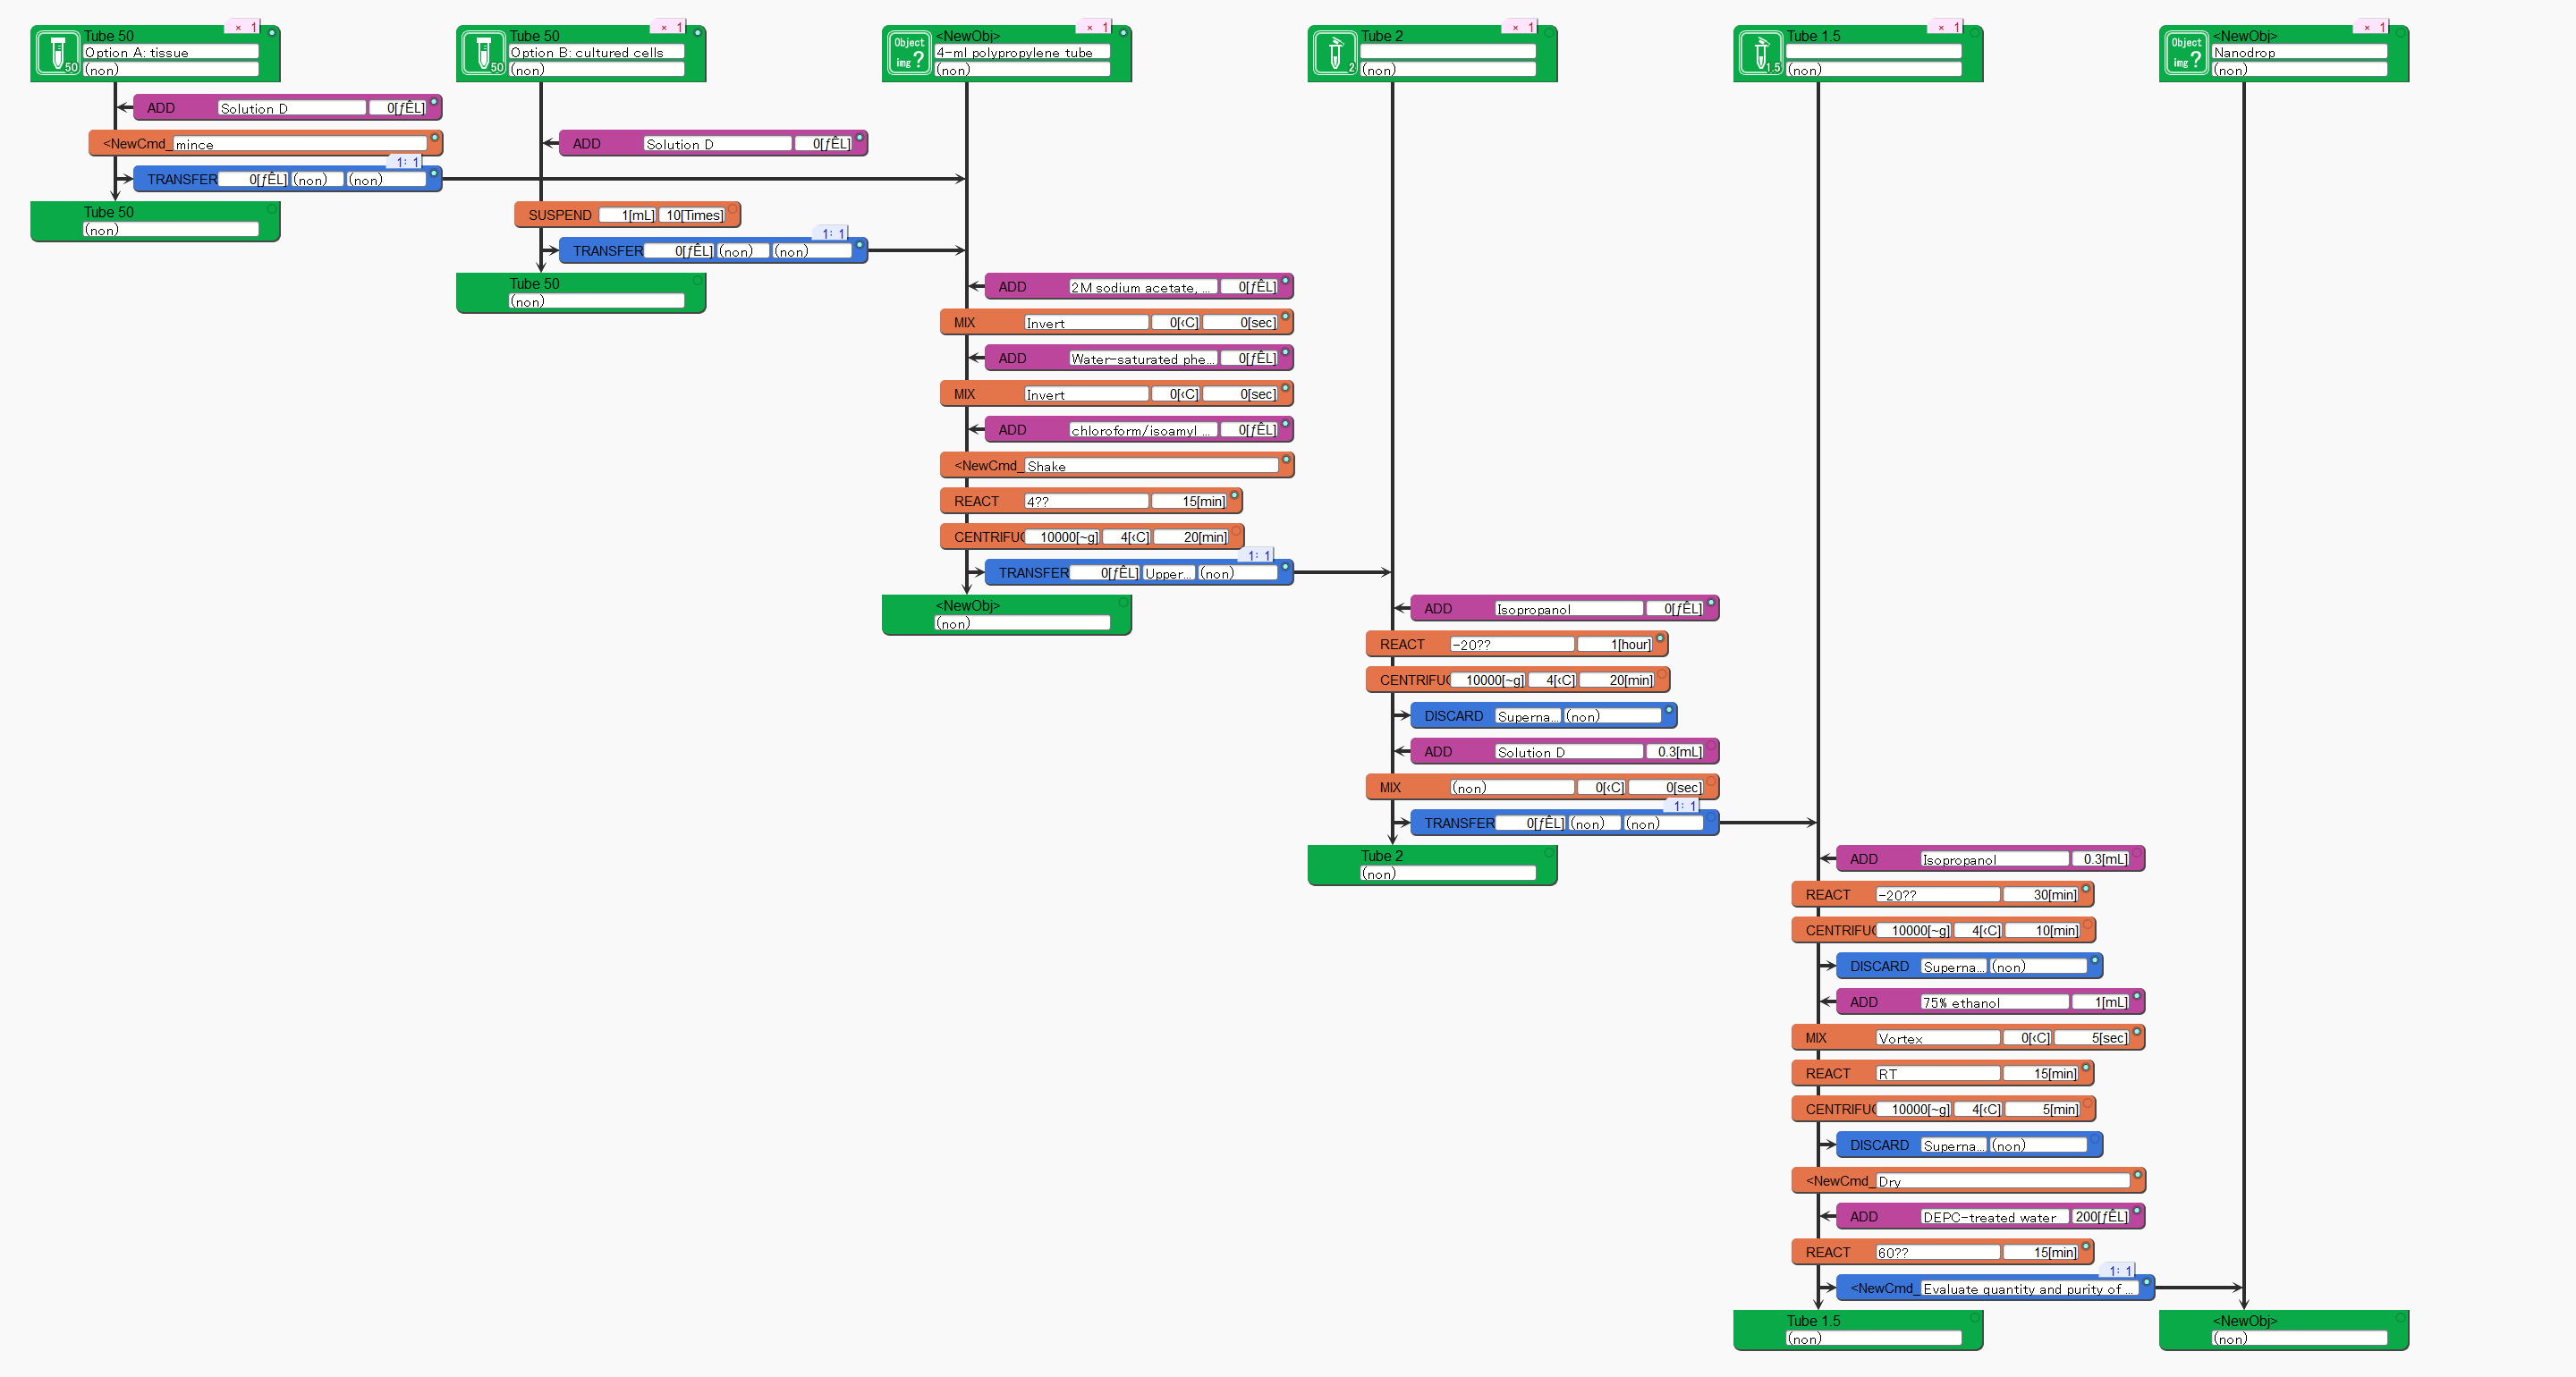 × 1
Tube 50
Option A: tissue
(non)
50
× 1
Tube 50
Option B: cultured cells
(non)
50
× 1
<NewObj>
4-ml polypropylene tube
(non)
Object
img ?
× 1
Tube 2
(non)
2
× 1
Tube 1.5
(non)
1.5
× 1
<NewObj>
Nanodrop
(non)
Object
img ?
ADD Solution D 0[ƒÊL]
<NewCmd_ mince
ADD Solution D 0[ƒÊL]
1: 1
TRANSFER 0[ƒÊL] (non) (non)
Tube 50
(non)
SUSPEND 1[mL] 10[Times]
1: 1
TRANSFER 0[ƒÊL] (non) (non)
Tube 50
(non)
ADD 2M sodium acetate, ... 0[ƒÊL]
MIX Invert 0[‹C] 0[sec]
ADD Water-saturated phe... 0[ƒÊL]
MIX Invert 0[‹C] 0[sec]
ADD chloroform/isoamyl ... 0[ƒÊL]
<NewCmd_ Shake
REACT 4?? 15[min]
CENTRIFUG 10000[~g] 4[‹C] 20[min]
1: 1
TRANSFER 0[ƒÊL] Upper... (non)
<NewObj>
(non)
ADD Isopropanol 0[ƒÊL]
REACT -20?? 1[hour]
CENTRIFUG 10000[~g] 4[‹C] 20[min]
DISCARD Superna... (non)
ADD Solution D 0.3[mL]
MIX (non) 0[‹C] 0[sec]
1: 1
TRANSFER 0[ƒÊL] (non) (non)
Tube 2
(non)
ADD Isopropanol 0.3[mL]
REACT -20?? 30[min]
CENTRIFUG 10000[~g] 4[‹C] 10[min]
DISCARD Superna... (non)
ADD 75% ethanol 1[mL]
MIX Vortex 0[‹C] 5[sec]
REACT RT 15[min]
CENTRIFUG 10000[~g] 4[‹C] 5[min]
DISCARD Superna... (non)
<NewCmd_ Dry
ADD DEPC-treated water 200[ƒÊL]
REACT 60?? 15[min]
1: 1
<NewCmd_ Evaluate quantity and purity of ...
Tube 1.5
(non)
<NewObj>
(non)